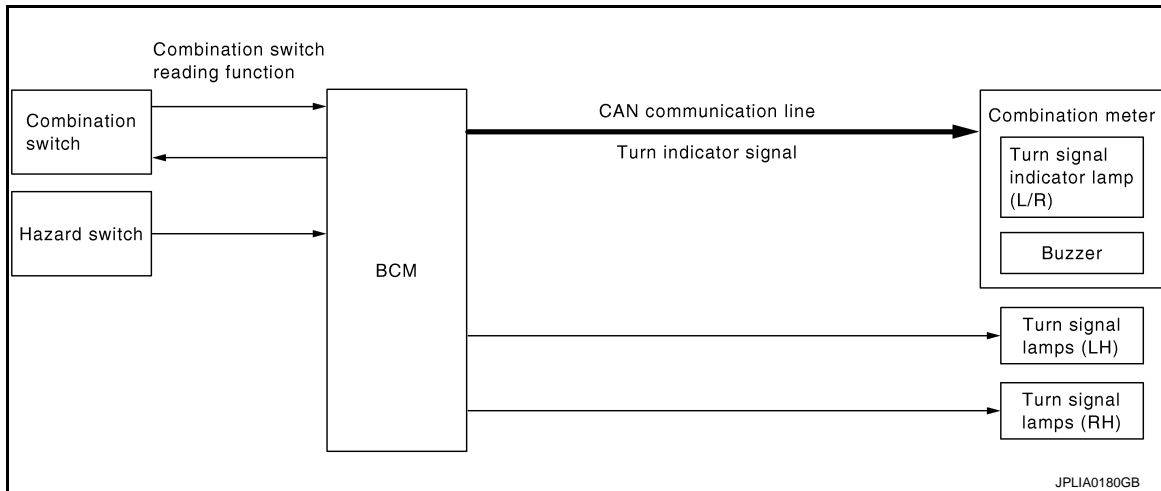 Combination switch
reading function
Combination
switch
Hazard switch
BCM
CAN communication line
Turn indicator signal
Combination meter
Turn signal
indicator lamp
(L/R)
Buzzer
Turn signal
lamps (LH)
Turn signal
lamps (RH)
JPLIA0180GB